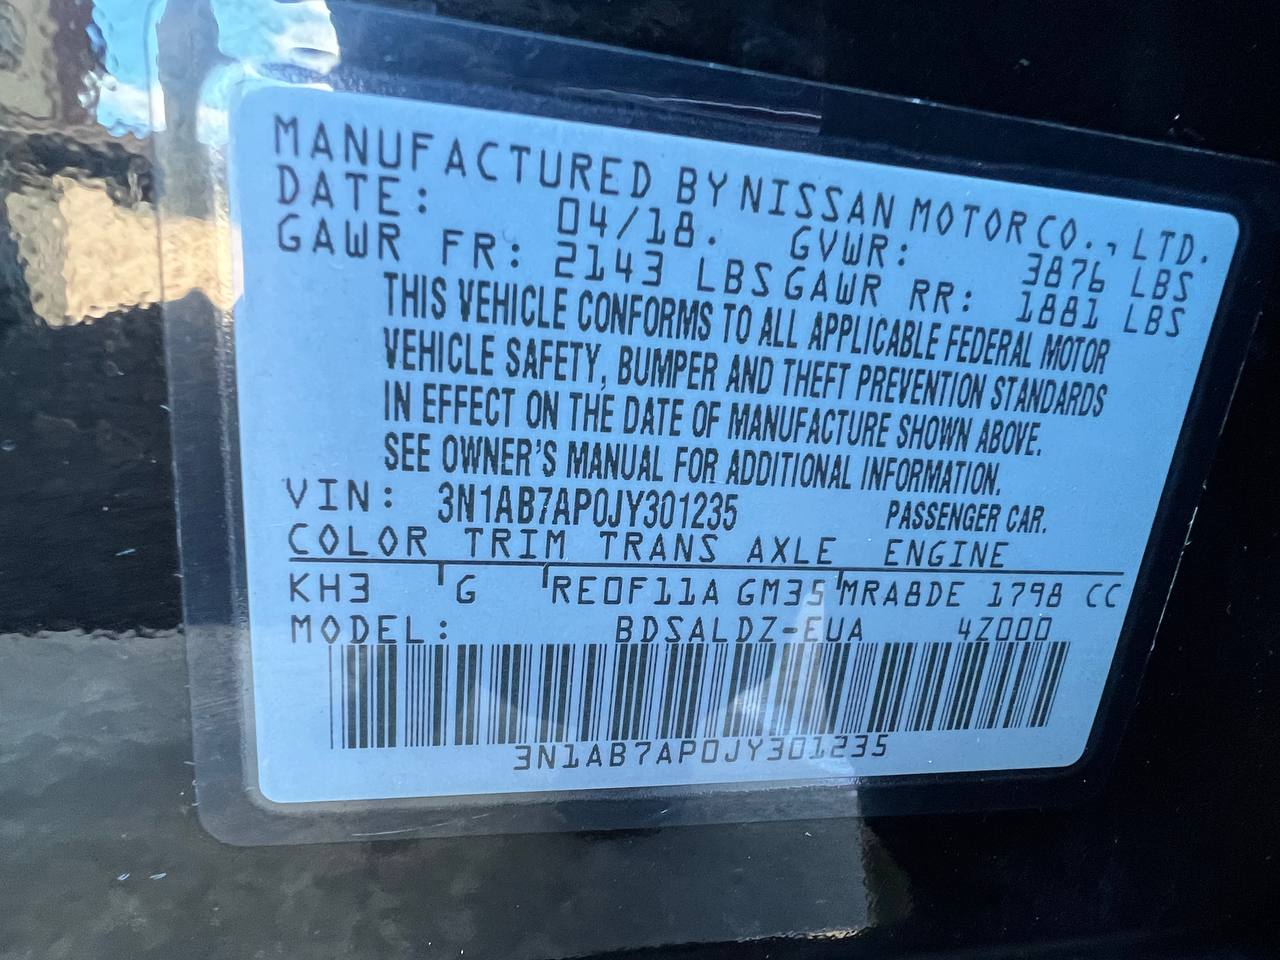 MANUFACTURED BY NISSAN MOTOR CO., LTD.
DATE: 04/18. GVWR: 3876 LBS
GAWR FR: 2143 LBS GAWR RR: 1881 LBS
THIS VEHICLE CONFORMS TO ALL APPLICABLE FEDERAL MOTOR
VEHICLE SAFETY, BUMPER AND THEFT PREVENTION STANDARDS
IN EFFECT ON THE DATE OF MANUFACTURE SHOWN ABOVE.
SEE OWNER'S MANUAL FOR ADDITIONAL INFORMATION.
VIN: 3N1AB7AP0JY301235 PASSENGER CAR.
COLOR TRIM TRANS AXLE ENGINE
KH3 G RE0F11A GM35 MRA8DE 1798 CC
MODEL: BDSALDZ-EUA 4Z000
3N1AB7AP0JY301235